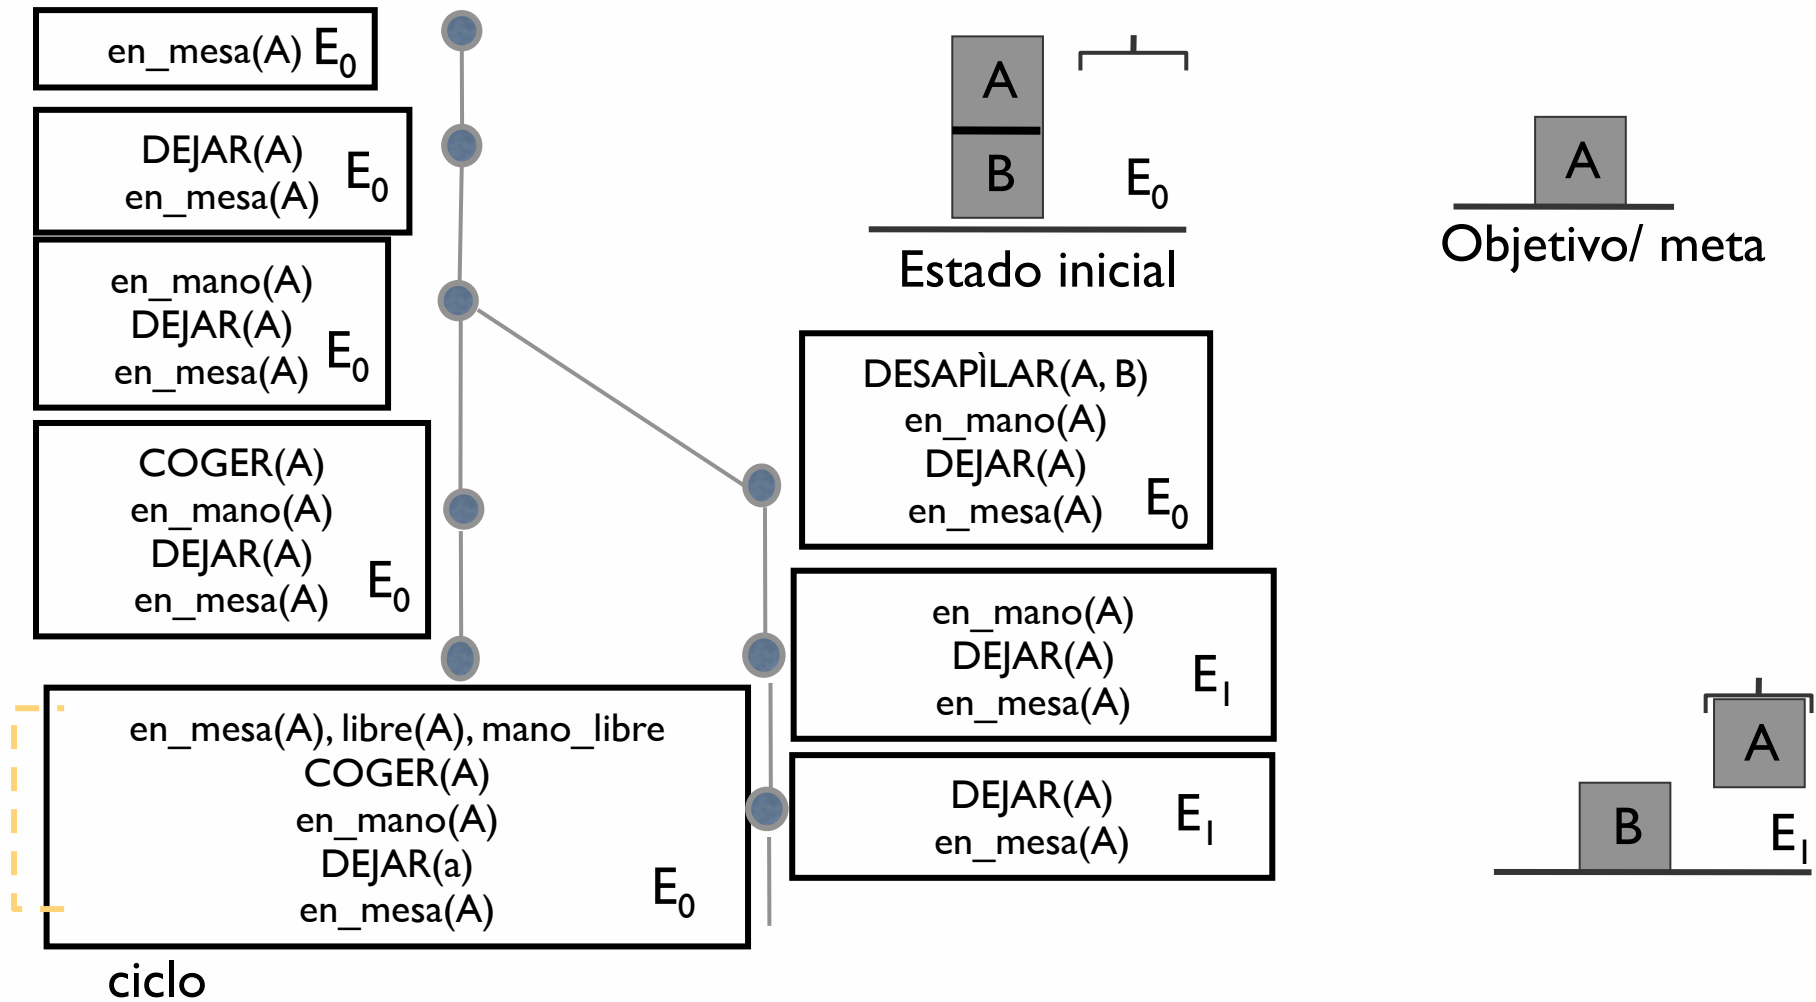 en_mesa(A) E0
DEJAR(A)
en_mesa(A)
E0
en_mano(A)
DEJAR(A)
en_mesa(A)
E0
COGER(A)
en_mano(A)
DEJAR(A)
en_mesa(A)
E0
en_mesa(A), libre(A), mano_libre
COGER(A)
en_mano(A)
DEJAR(a)
en_mesa(A)
E0
ciclo
A
B
E0
Estado inicial
A
Objetivo/ meta
DESAPÌLAR(A, B)
en_mano(A)
DEJAR(A)
en_mesa(A)
E0
en_mano(A)
DEJAR(A)
en_mesa(A)
E1
DEJAR(A)
en_mesa(A)
E1
A
B
E1